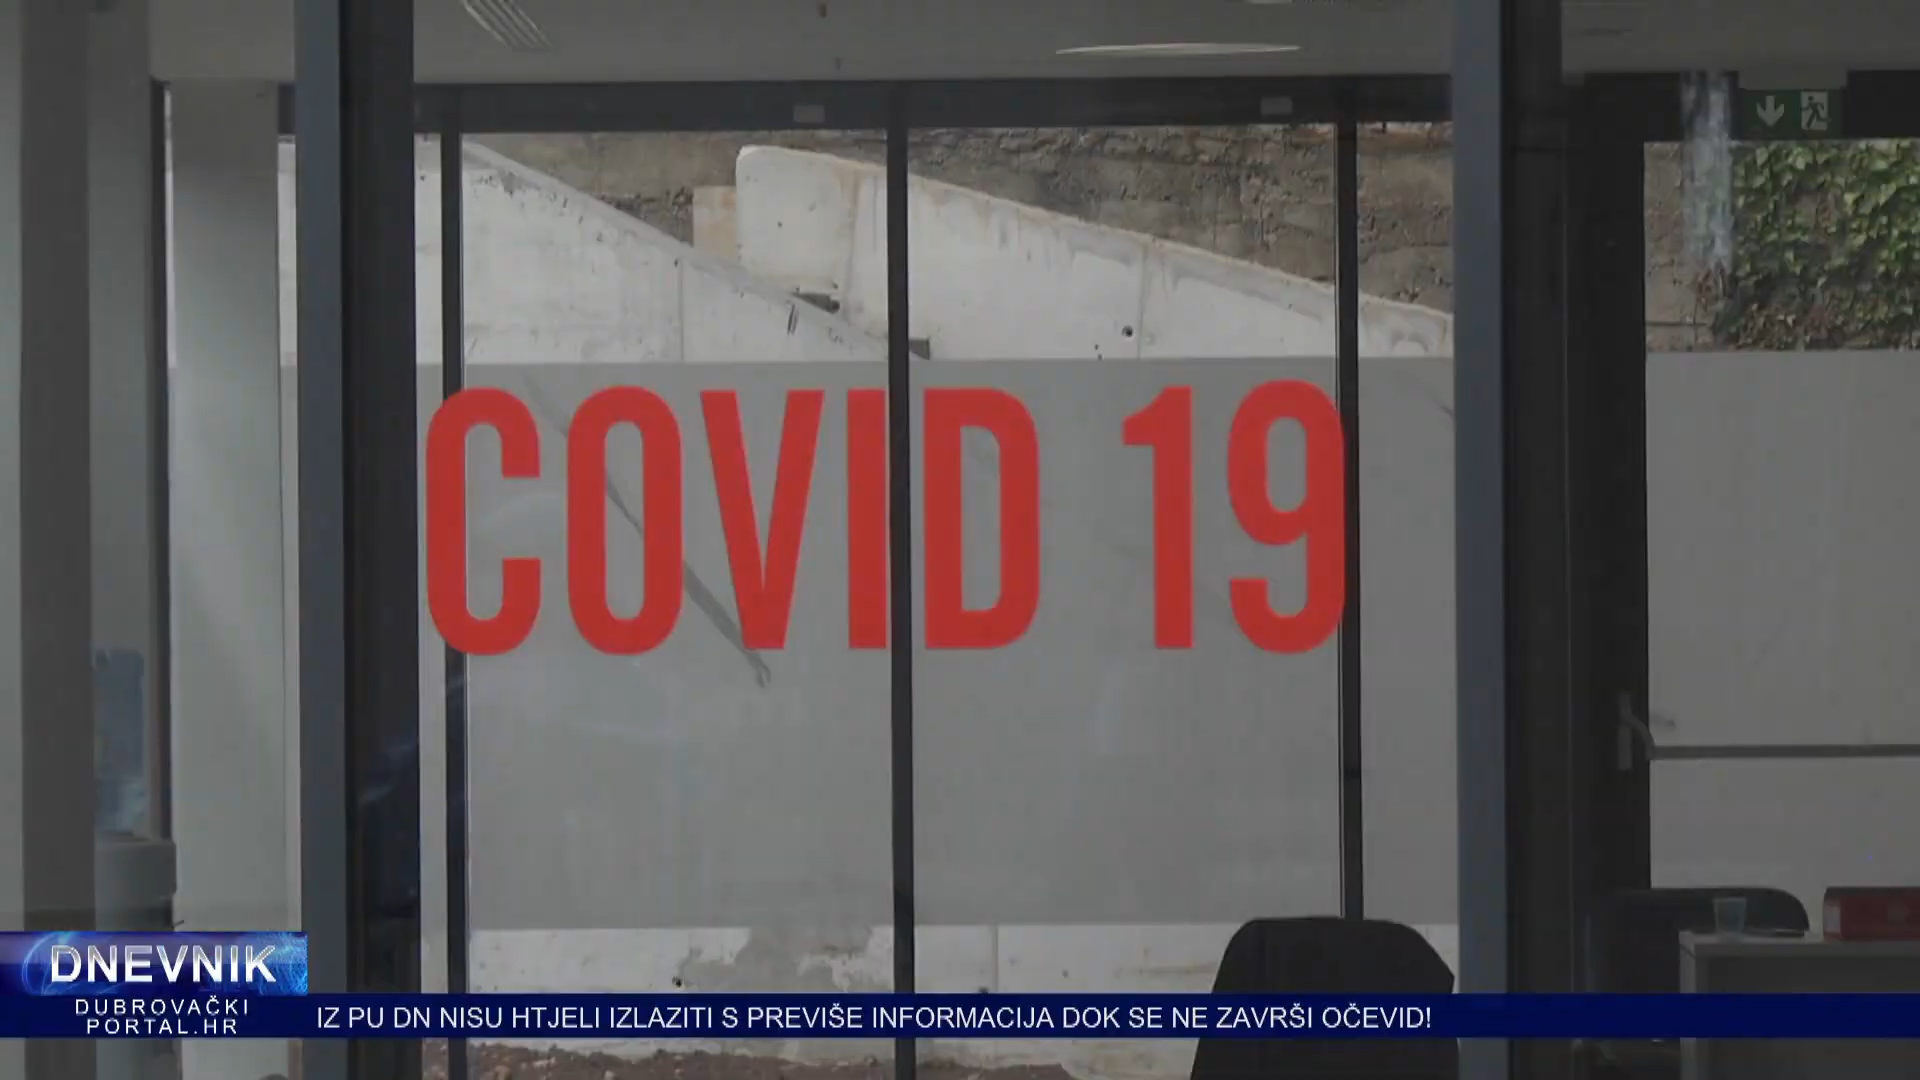 COVID 19
DNEVNIK
DUBROVAČKI
PORTAL.HR
IZ PU DN NISU HTJELI IZLAZITI S PREVIŠE INFORMACIJA DOK SE NE ZAVRŠI OČEVID!